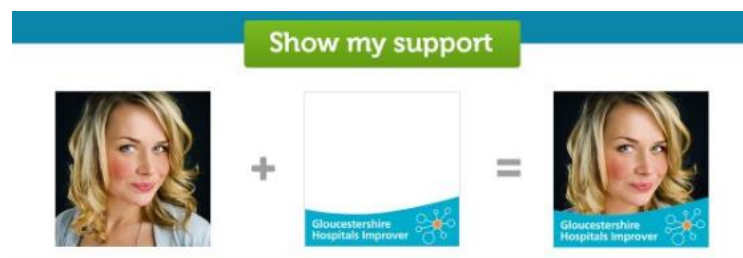 Show my support
+
=
Gloucestershire
Hospitals Improver
Gloucestershire
Hospitals Improver